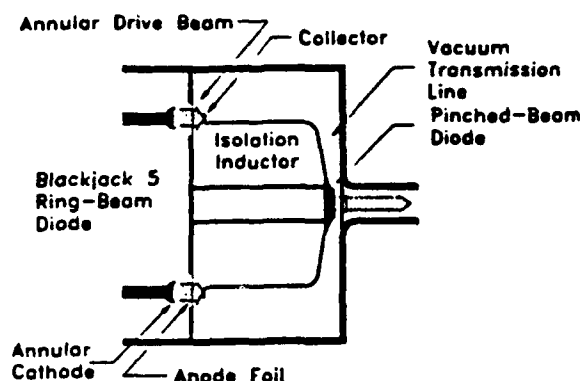 Annular Drive Beam
Collector
Vacuum
Transmission
Line
Pinched-Beam
Diode
Isolation
Inductor
Blackjack 5
Ring-Beam
Diode
Annular
Cathode
Anode Foil